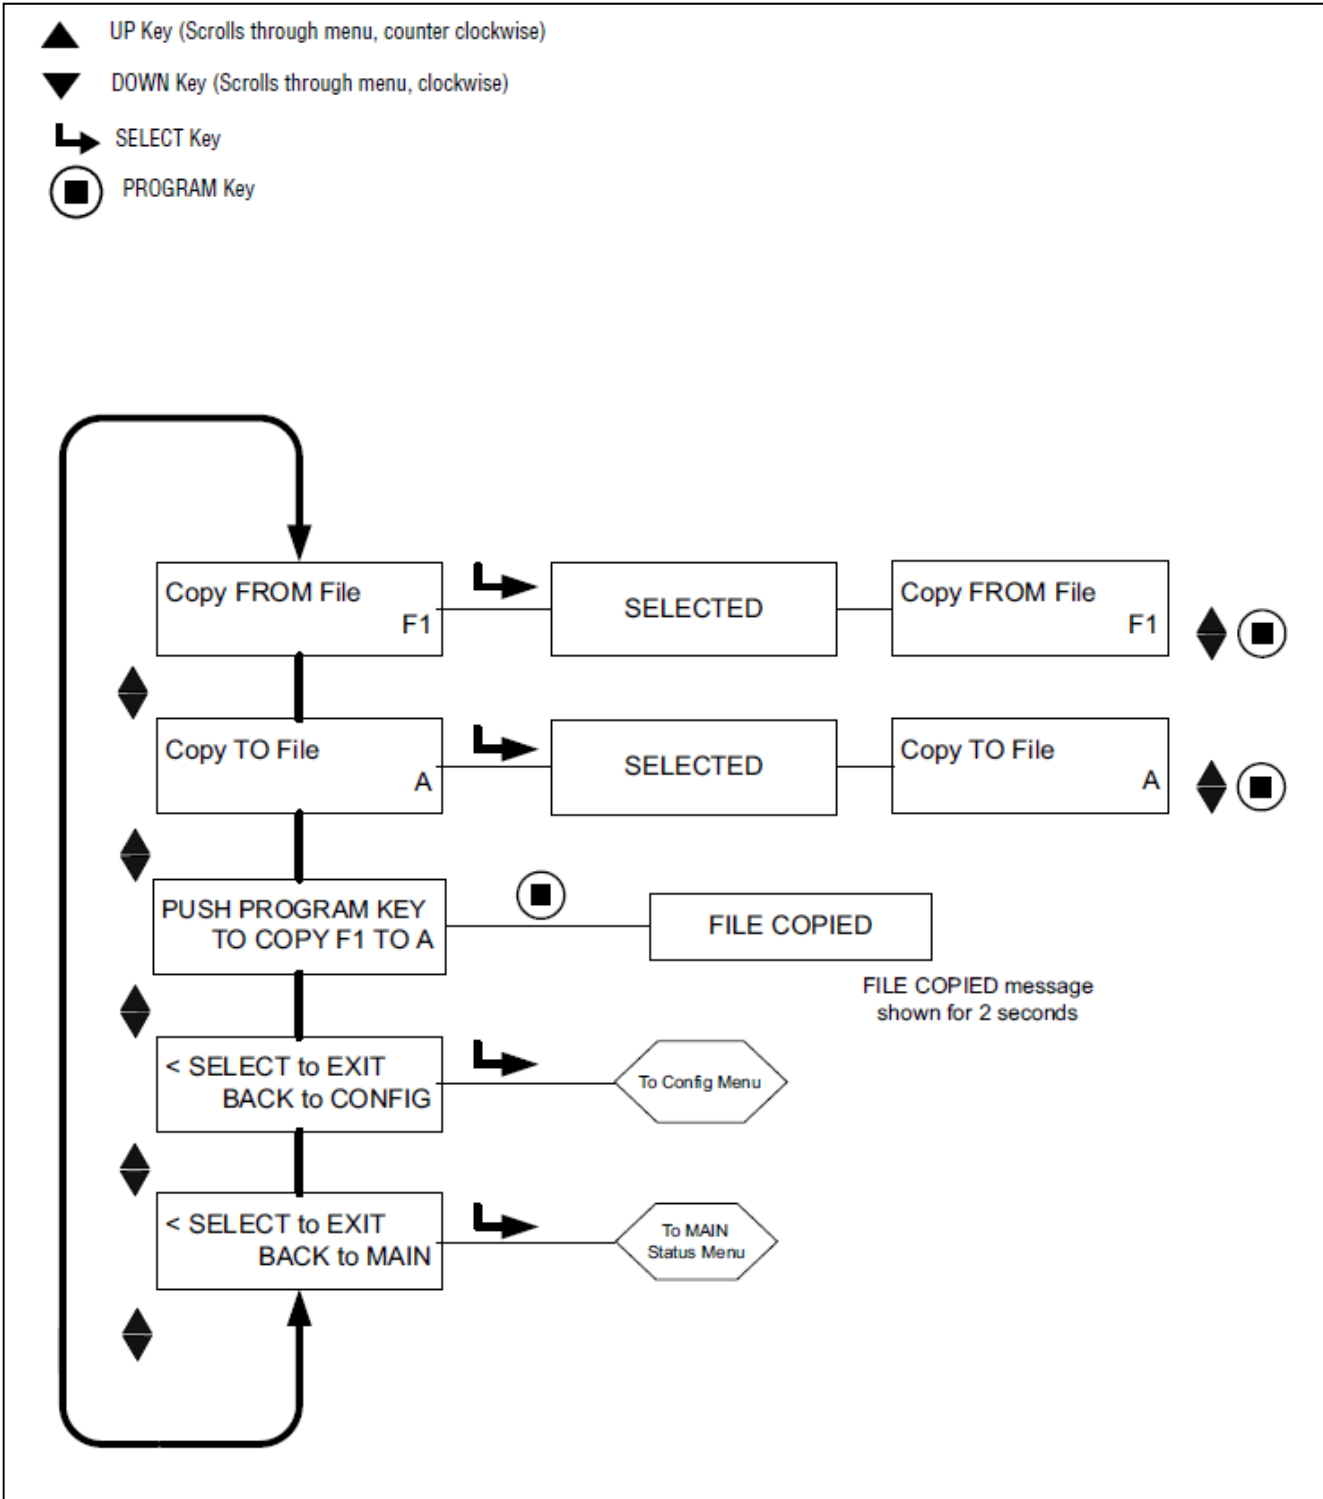 UP Key (Scrolls through menu, counter clockwise)
DOWN Key (Scrolls through menu, clockwise)
SELECT Key
PROGRAM Key
Copy FROM File
F1
SELECTED
Copy FROM File
F1
Copy TO File
A
SELECTED
Copy TO File
A
PUSH PROGRAM KEY
TO COPY F1 TO A
FILE COPIED
FILE COPIED message
shown for 2 seconds
< SELECT to EXIT
BACK to CONFIG
To Config Menu
< SELECT to EXIT
BACK to MAIN
To MAIN
Status Menu